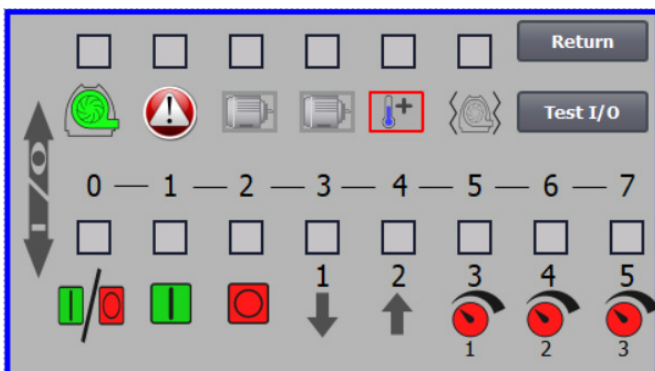 Return
Test I/O
I/O
0 — 1 — 2 — 3 — 4 — 5 — 6 — 7
1 2 3 4 5
1 2 3